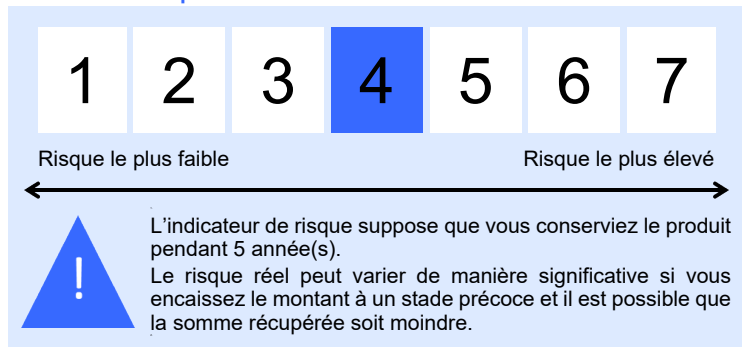 1 2 3 4 5 6 7
Risque le plus faible Risque le plus élevé
!
L'indicateur de risque suppose que vous conserviez le produit
pendant 5 année(s).
Le risque réel peut varier de manière significative si vous
encaissez le montant à un stade précoce et il est possible que
la somme récupérée soit moindre.